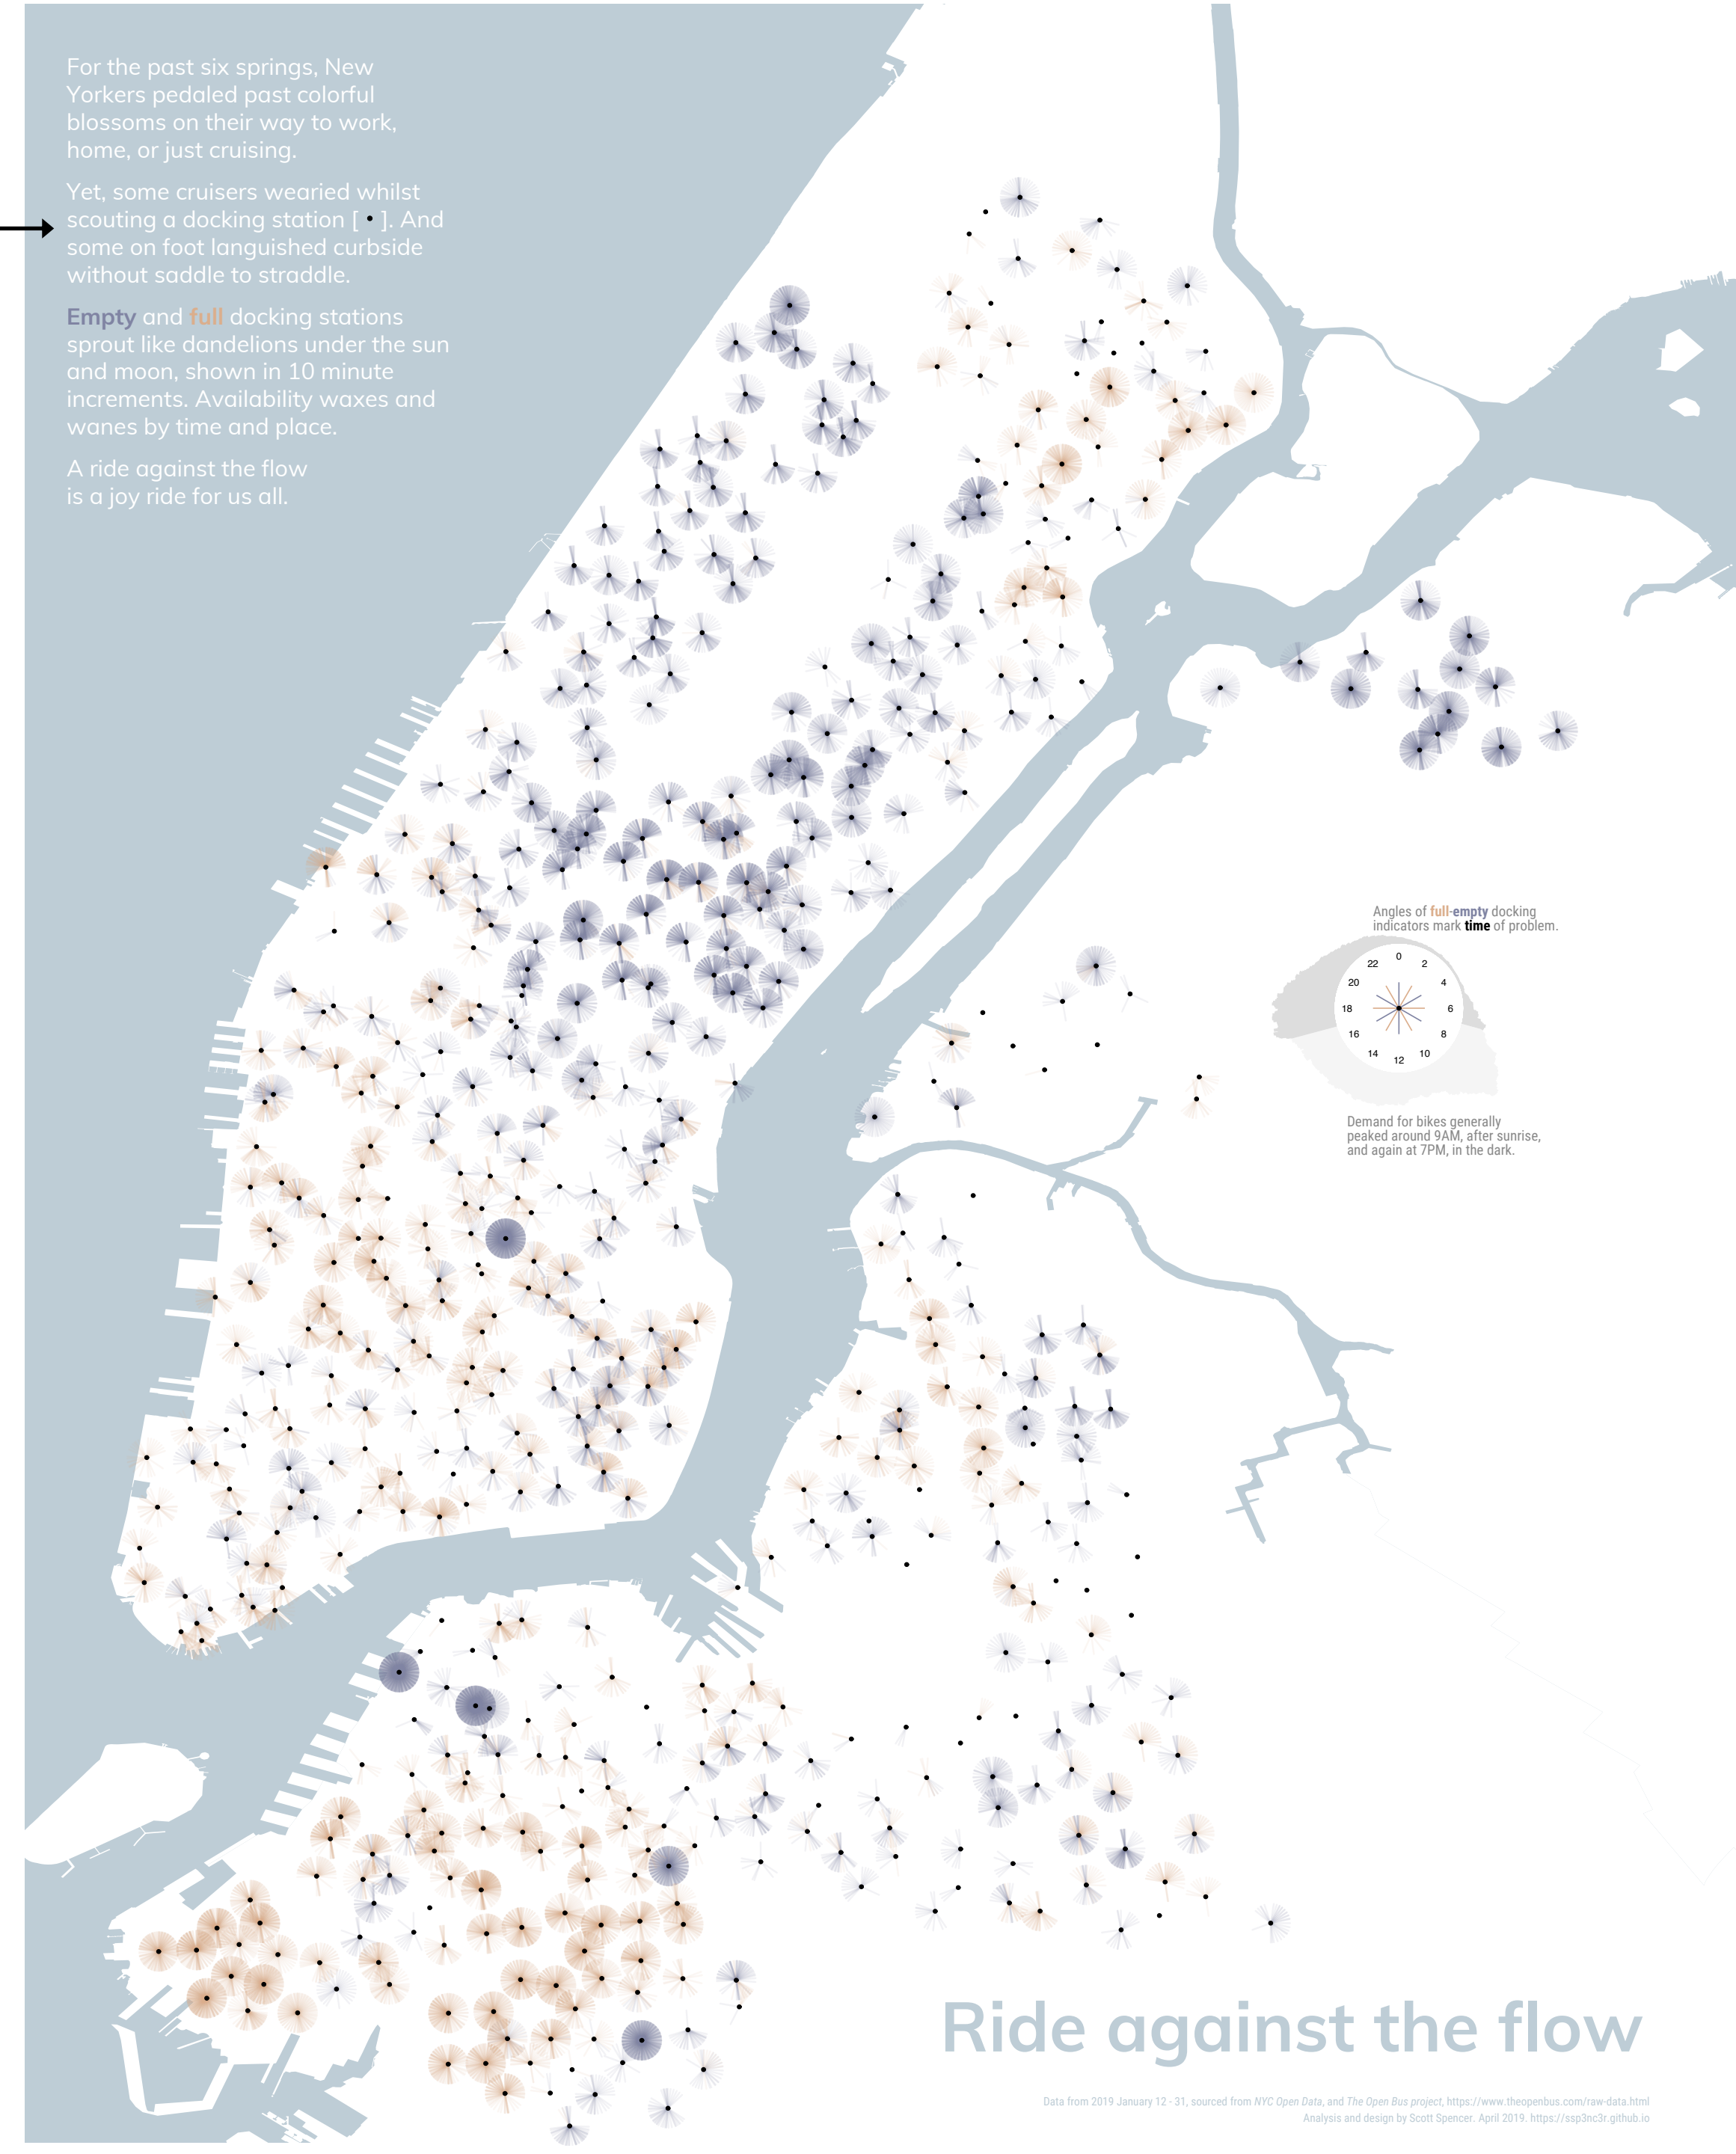 For the past six springs, New
Yorkers pedaled past colorful
blossoms on their way to work,
home, or just cruising.
Yet, some cruisers wearied whilst
scouting a docking station [ • ]. And
some on foot languished curbside
without saddle to straddle.
Empty and full docking stations
sprout like dandelions under the sun
and moon, shown in 10 minute
increments. Availability waxes and
wanes by time and place.
A ride against the flow
is a joy ride for us all.
Angles of full-empty docking
indicators mark time of problem.
0
22 2
20 4
18 6
16 8
14 10
12
Demand for bikes generally
peaked around 9AM, after sunrise,
and again at 7PM, in the dark.
Ride against the flow
Data from 2019 January 12 - 31, sourced from NYC Open Data, and The Open Bus project, https://www.theopenbus.com/raw-data.html
Analysis and design by Scott Spencer. April 2019. https://ssp3nc3r.github.io